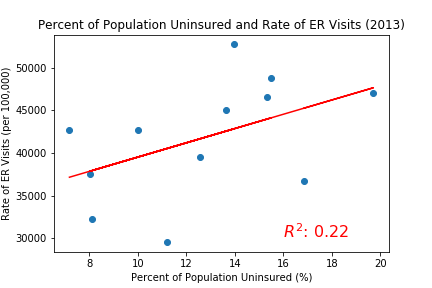 Percent of Population Uninsured and Rate of ER Visits (2013)
Rate of ER Visits (per 100,000)
50000
45000
40000
35000
30000
R²: 0.22
8 10 12 14 16 18 20
Percent of Population Uninsured (%)